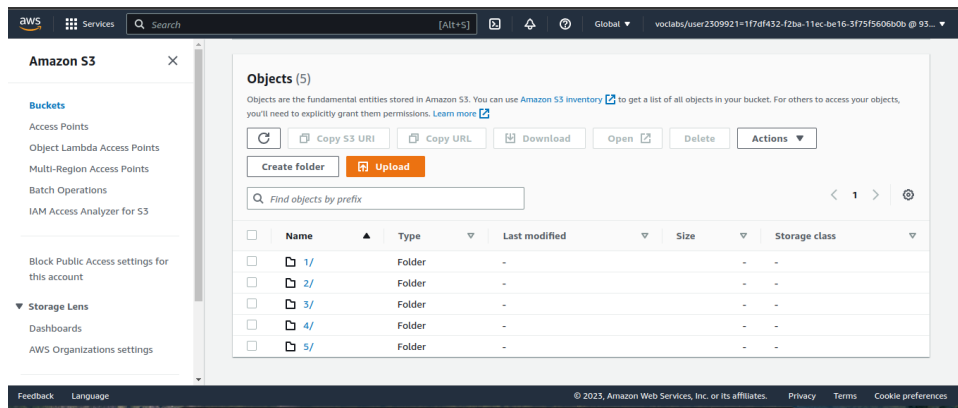 aws Services Search [Alt+S] Global ▼ voclabs/user2309921=1f7df432-f2ba-11ec-be16-3f75f5606b0b @ 93... ▼
Amazon S3
Buckets
Access Points
Object Lambda Access Points
Multi-Region Access Points
Batch Operations
IAM Access Analyzer for S3
Block Public Access settings for
this account
▼ Storage Lens
Dashboards
AWS Organizations settings
Objects (5)
Objects are the fundamental entities stored in Amazon S3. You can use Amazon S3 inventory to get a list of all objects in your bucket. For others to access your objects,
you'll need to explicitly grant them permissions. Learn more
Copy S3 URI Copy URL Download Open Delete Actions ▼
Create folder Upload
Find objects by prefix < 1 >
Name ▲ Type Last modified Size Storage class
1/ Folder - - -
2/ Folder - - -
3/ Folder - - -
4/ Folder - - -
5/ Folder - - -
Feedback Language © 2023, Amazon Web Services, Inc. or its affiliates. Privacy Terms Cookie preferences